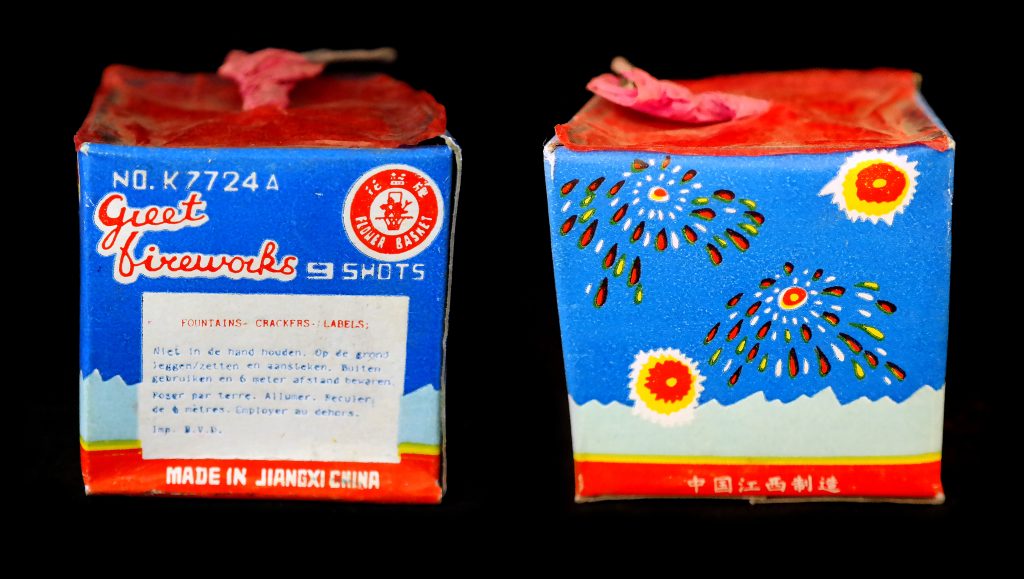 NO. K7724A
Greet
fireworks
9 SHOTS
花 篮 牌
FLOWER BASKET
FOUNTAINS- CRACKERS- LABELS;
Niet in de hand houden. Op de grond
leggen/zetten en aansteken. Buiten
gebruiken en 6 meter afstand bewaren.
Poser par terre. Allumer. Reculer
de 6 mètres. Employer au dehors.
Imp. B.V.D.
MADE IN JIANGXI CHINA
中国江西制造